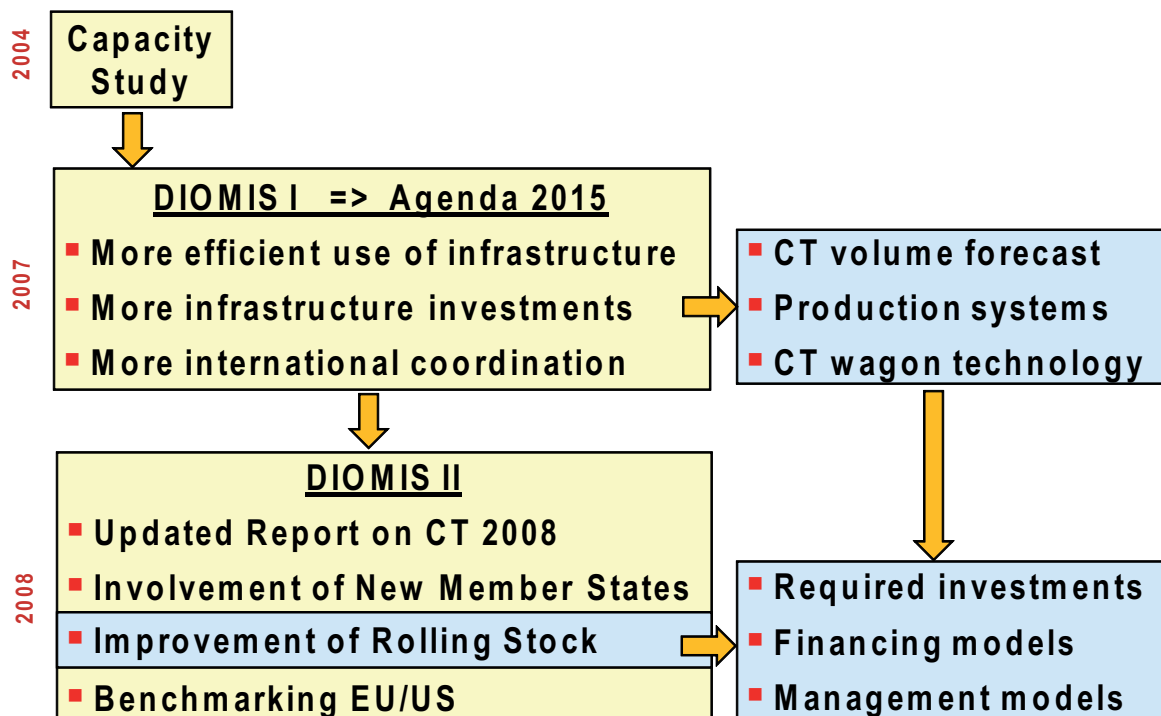 2004
Capacity
Study
2007
DIOMIS I => Agenda 2015
▪ More efficient use of infrastructure
▪ More infrastructure investments
▪ More international coordination
▪ CT volume forecast
▪ Production systems
▪ CT wagon technology
2008
DIOMIS II
▪ Updated Report on CT 2008
▪ Involvement of New Member States
▪ Improvement of Rolling Stock
▪ Benchmarking EU/US
▪ Required investments
▪ Financing models
▪ Management models